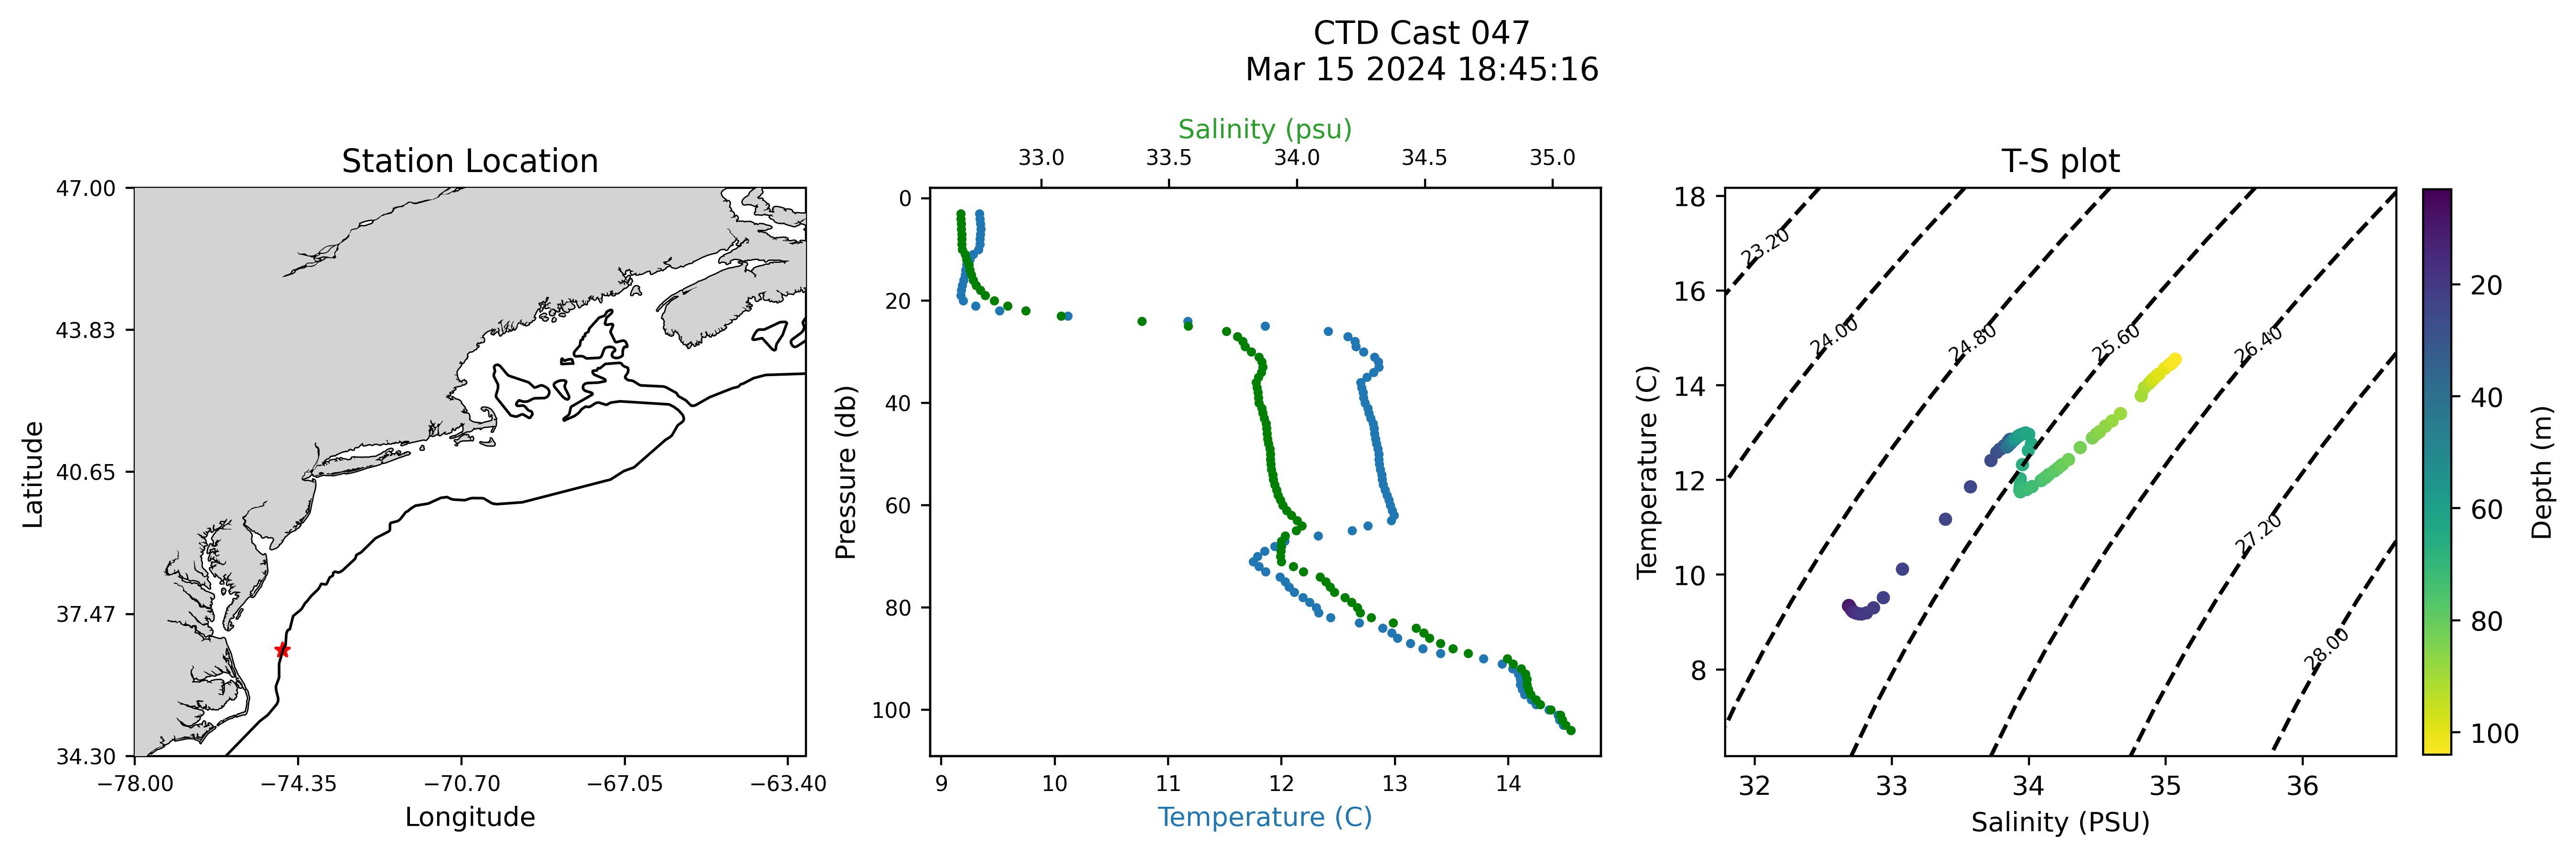 CTD Cast 047
Mar 15 2024 18:45:16
Station Location
47.00
43.83
40.65
37.47
34.30
Latitude
−78.00 −74.35 −70.70 −67.05 −63.40
Longitude
Salinity (psu)
33.0 33.5 34.0 34.5 35.0
0
20
40
60
80
100
Pressure (db)
9 10 11 12 13 14
Temperature (C)
T-S plot
18
16
14
12
10
8
Temperature (C)
23.20
24.00
24.80
25.60
26.40
27.20
28.00
32 33 34 35 36
Salinity (PSU)
20
40
60
80
100
Depth (m)